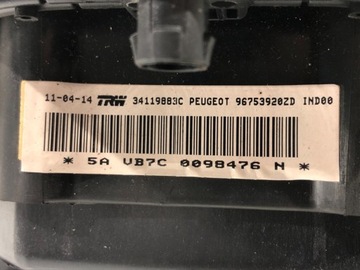 11-04-14 TRW 34119883C PEUGEOT 96753920ZD IND00
* 5A VB7C 0098476 N *